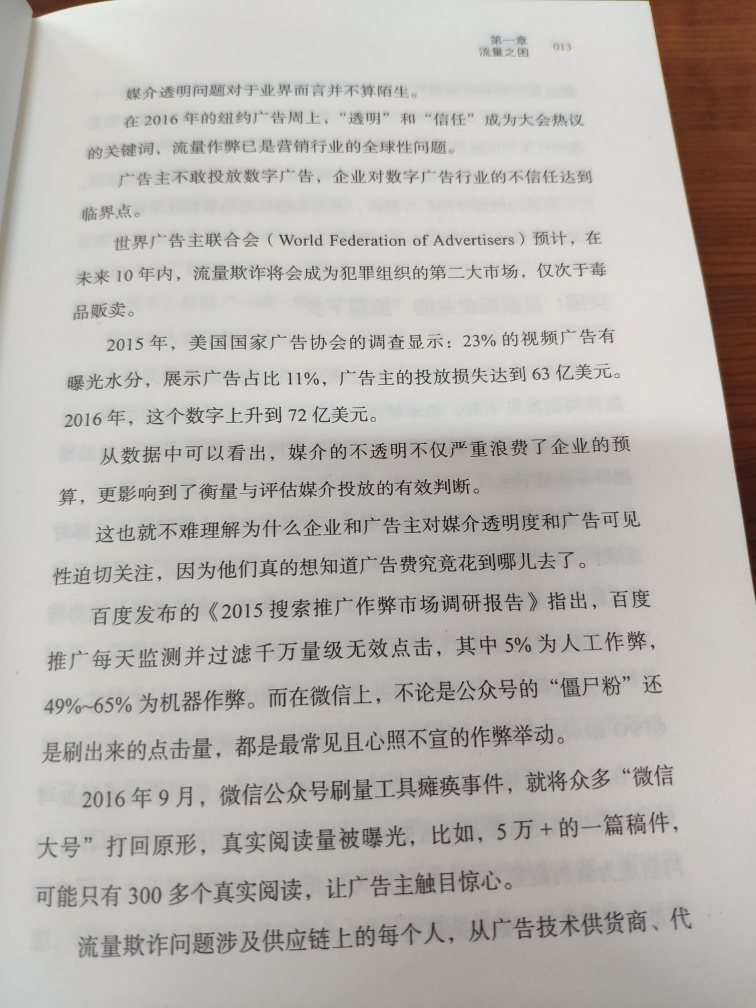 第一章
流量之困
013
媒介透明问题对于业界而言并不算陌生。
在 2016 年的纽约广告周上，“透明”和“信任”成为大会热议
的关键词，流量作弊已是营销行业的全球性问题。
广告主不敢投放数字广告，企业对数字广告行业的不信任达到
临界点。
世界广告主联合会（World Federation of Advertisers）预计，在
未来 10 年内，流量欺诈将会成为犯罪组织的第二大市场，仅次于毒
品贩卖。
2015 年，美国国家广告协会的调查显示：23% 的视频广告有
曝光水分，展示广告占比 11%，广告主的投放损失达到 63 亿美元。
2016 年，这个数字上升到 72 亿美元。
从数据中可以看出，媒介的不透明不仅严重浪费了企业的预
算，更影响到了衡量与评估媒介投放的有效判断。
这也就不难理解为什么企业和广告主对媒介透明度和广告可见
性迫切关注，因为他们真的想知道广告费究竟花到哪儿去了。
百度发布的《2015 搜索推广作弊市场调研报告》指出，百度
推广每天监测并过滤千万量级无效点击，其中 5% 为人工作弊，
49%~65% 为机器作弊。而在微信上，不论是公众号的“僵尸粉”还
是刷出来的点击量，都是最常见且心照不宣的作弊举动。
2016 年 9 月，微信公众号刷量工具瘫痪事件，就将众多“微信
大号”打回原形，真实阅读量被曝光，比如，5 万 + 的一篇稿件，
可能只有 300 多个真实阅读，让广告主触目惊心。
流量欺诈问题涉及供应链上的每个人，从广告技术供货商、代